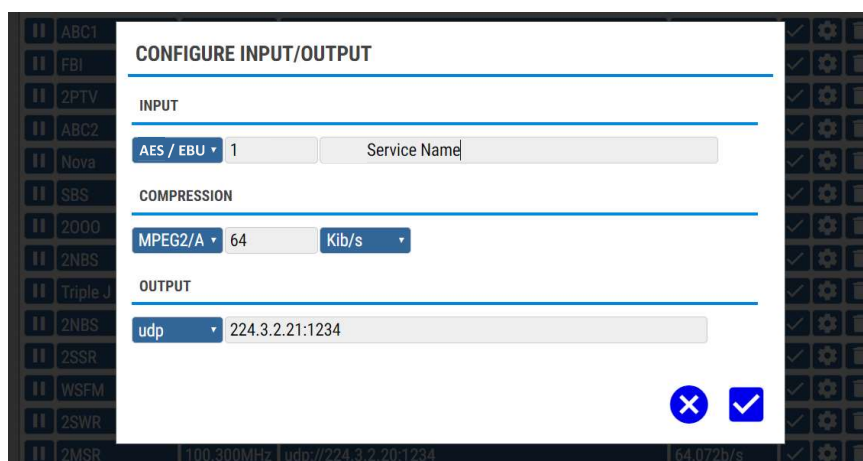 ABC1
CONFIGURE INPUT/OUTPUT
FBI
2PTV
INPUT
ABC2
AES / EBU 1 Service Name
Nova
SBS
COMPRESSION
2OOO
MPEG2/A 64 Kib/s
2NBS
Triple J
OUTPUT
2NBS
udp 224.3.2.21:1234
2SSR
WSFM
2SWR
2MSR 100.300MHz udp://224.3.2.20:1234 64.072b/s